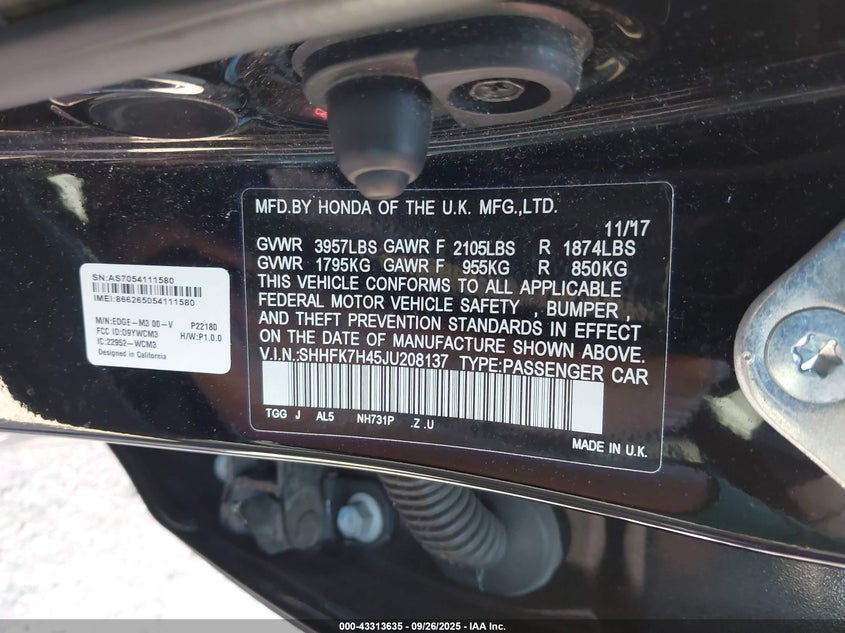 MFD.BY HONDA OF THE U.K. MFG.,LTD.
11/17
GVWR 3957LBS GAWR F 2105LBS R 1874LBS
GVWR 1795KG GAWR F 955KG R 850KG
THIS VEHICLE CONFORMS TO ALL APPLICABLE
FEDERAL MOTOR VEHICLE SAFETY , BUMPER ,
AND THEFT PREVENTION STANDARDS IN EFFECT
ON THE DATE OF MANUFACTURE SHOWN ABOVE.
V.I.N.:SHHFK7H45JU208137 TYPE:PASSENGER CAR
TGG J AL5 NH731P .Z .U
MADE IN U.K.
SN:AS7054111580
IMEI:866265054111580
M/N:EDGE-M3 00-V P22180
FCC ID:O9YWCM3 H/W:P1.0.0
IC:22952-WCM3
Designed in California
000-43313635 - 09/26/2025 - IAA Inc.